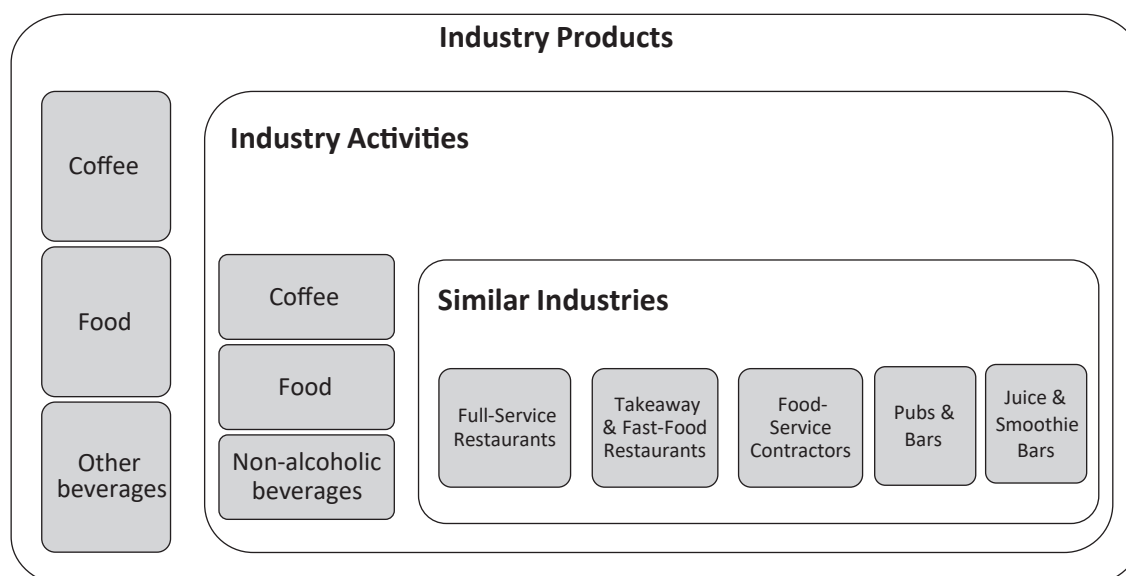 Industry Products
Coffee
Food
Other
beverages
Industry Activities
Coffee
Food
Non-alcoholic
beverages
Similar Industries
Full-Service
Restaurants
Takeaway
& Fast-Food
Restaurants
Food-
Service
Contractors
Pubs &
Bars
Juice &
Smoothie
Bars